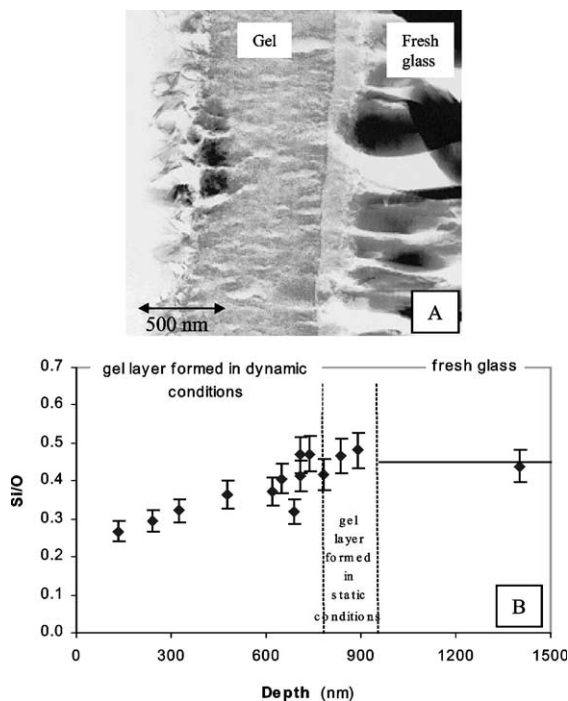 Gel
Fresh
glass
500 nm
A
0.7
gel layer formed in dynamic
conditions
fresh glass
0.6
0.5
0.4
0.3
0.2
0.1
0.0
Si/O
gel
layer
formed
in
static
conditions
B
0
300
600
900
1200
1500
Depth (nm)